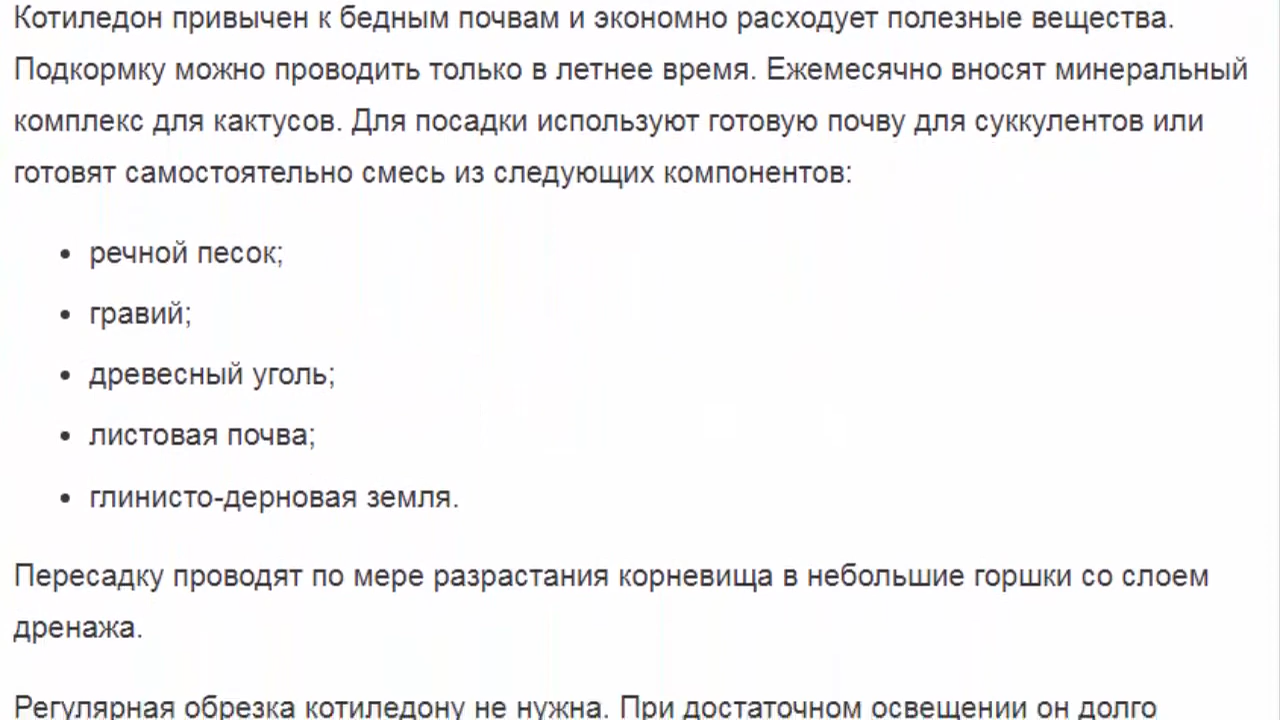 Котиледон привычен к бедным почвам и экономно расходует полезные вещества.
Подкормку можно проводить только в летнее время. Ежемесячно вносят минеральный
комплекс для кактусов. Для посадки используют готовую почву для суккулентов или
готовят самостоятельно смесь из следующих компонентов:
• речной песок;
• гравий;
• древесный уголь;
• листовая почва;
• глинисто-дерновая земля.
Пересадку проводят по мере разрастания корневища в небольшие горшки со слоем
дренажа.
Регулярная обрезка котиледону не нужна. При достаточном освещении он долго